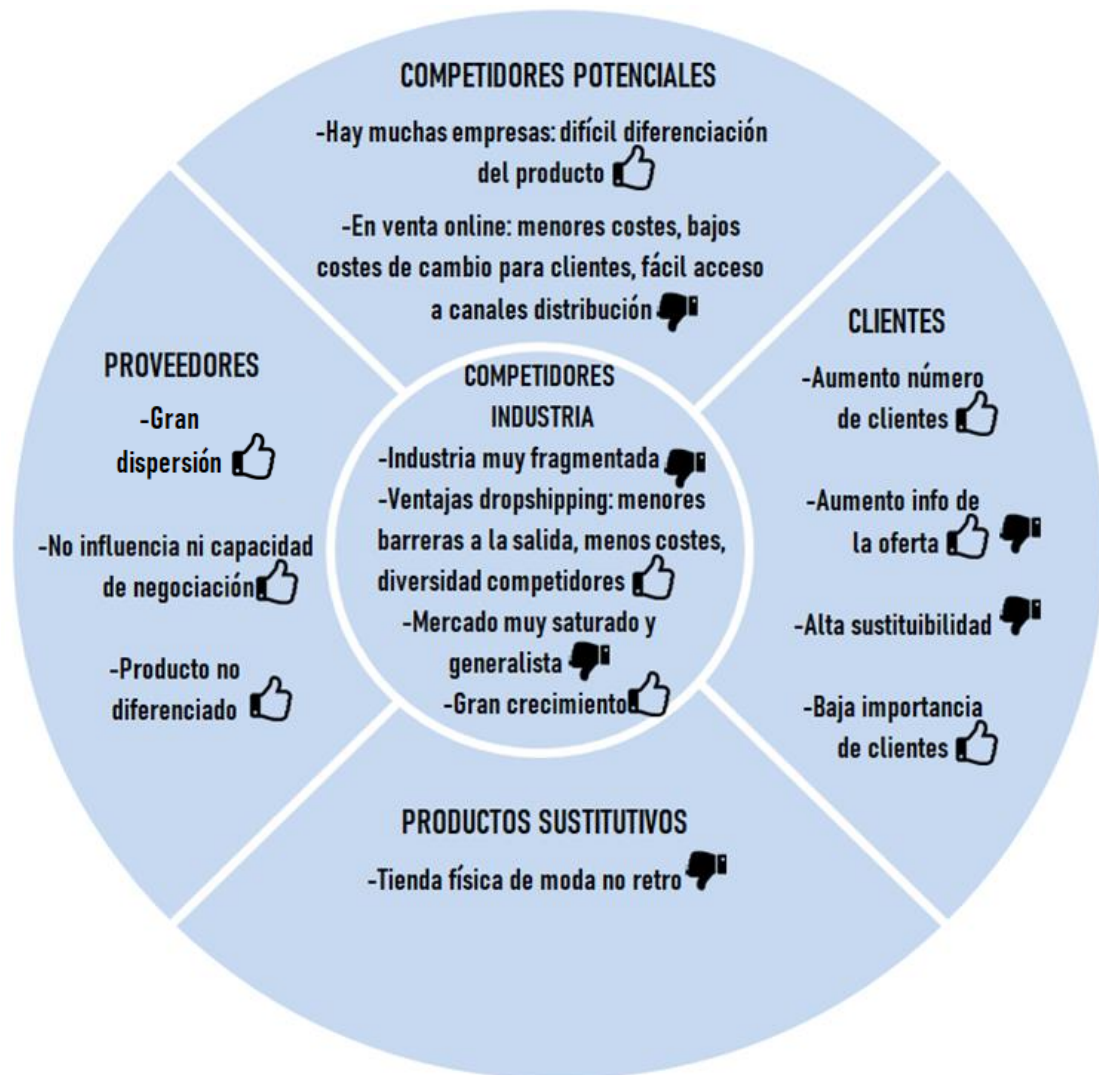 COMPETIDORES POTENCIALES
-Hay muchas empresas: difícil diferenciación
del producto
-En venta online: menores costes, bajos
costes de cambio para clientes, fácil acceso
a canales distribución
PROVEEDORES
-Gran
dispersión
-No influencia ni capacidad
de negociación
-Producto no
diferenciado
COMPETIDORES
INDUSTRIA
-Industria muy fragmentada
-Ventajas dropshipping: menores
barreras a la salida, menos costes,
diversidad competidores
-Mercado muy saturado y
generalista
-Gran crecimiento
CLIENTES
-Aumento número
de clientes
-Aumento info de
la oferta
-Alta sustituibilidad
-Baja importancia
de clientes
PRODUCTOS SUSTITUTIVOS
-Tienda física de moda no retro